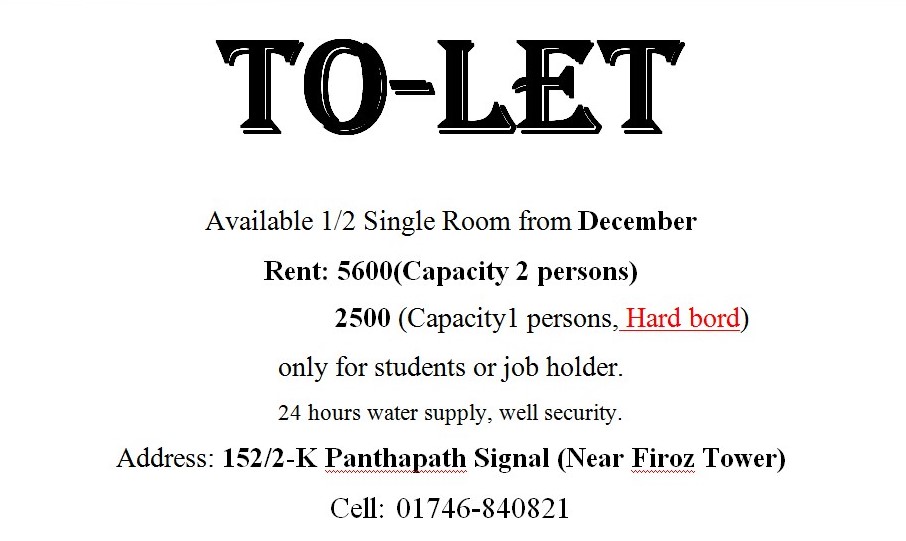 TO-LET
Available 1/2 Single Room from December
Rent: 5600(Capacity 2 persons)
2500 (Capacity1 persons, Hard bord)
only for students or job holder.
24 hours water supply, well security.
Address: 152/2-K Panthapath Signal (Near Firoz Tower)
Cell: 01746-840821